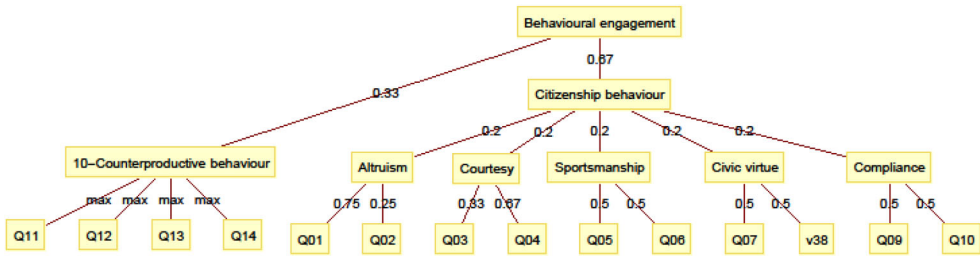 Behavioural engagement
0.33
0.67
Citizenship behaviour
0.2
0.2
0.2
0.2
0.2
10–Counterproductive behaviour
Altruism
Courtesy
Sportsmanship
Civic virtue
Compliance
max
max
max
max
0.75
0.25
0.33
0.67
0.5
0.5
0.5
0.5
0.5
0.5
Q11
Q12
Q13
Q14
Q01
Q02
Q03
Q04
Q05
Q06
Q07
v38
Q09
Q10